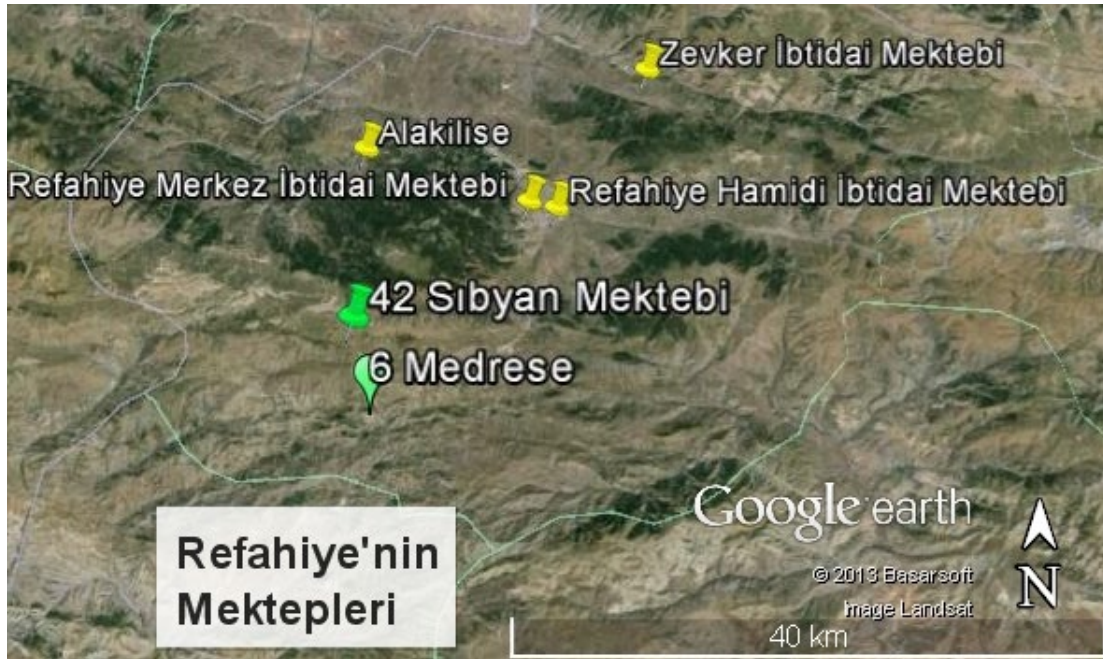 Zevker İbtidai Mektebi
Alakilise
Refahiye Merkez İbtidai Mektebi
Refahiye Hamidi İbtidai Mektebi
42 Sıbyan Mektebi
6 Medrese
Google earth
Refahiye'nin
Mektepleri
© 2013 Basarsoft
Image Landsat
N
40 km